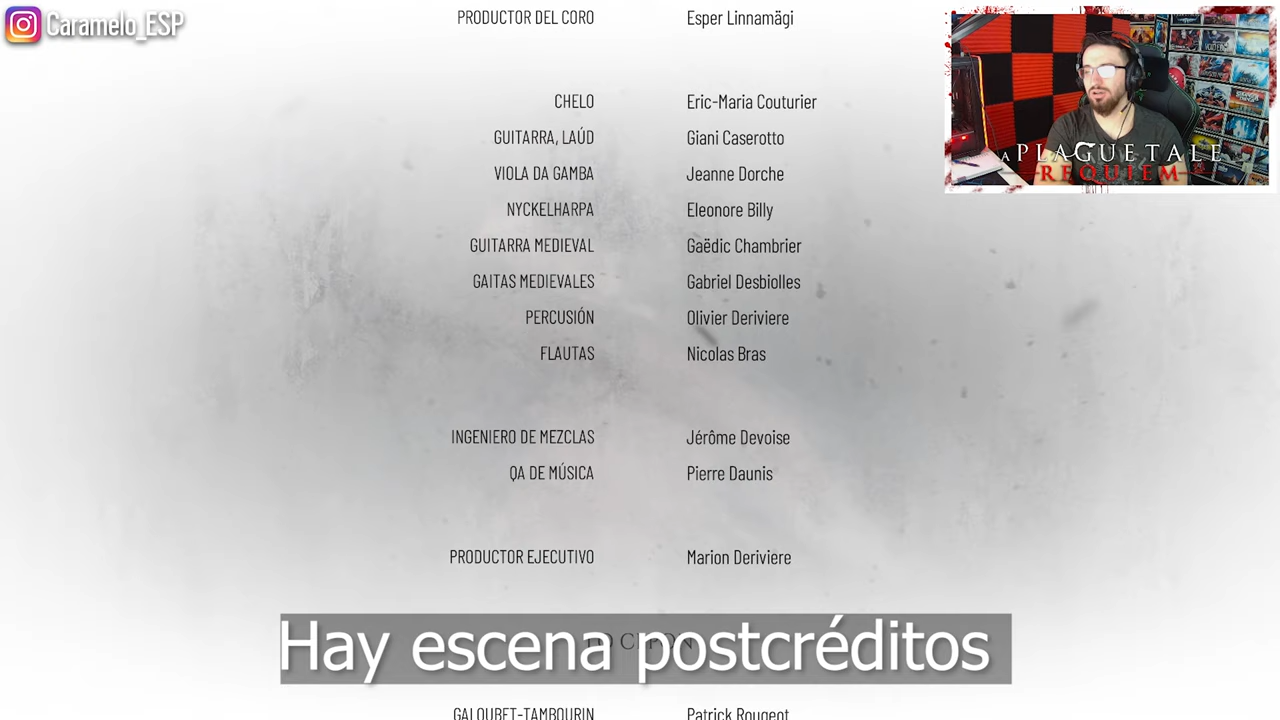 Caramelo_ESP
PRODUCTOR DEL CORO Esper Linnamägi
CHELO Eric-Maria Couturier
GUITARRA, LAÚD Giani Caserotto
VIOLA DA GAMBA Jeanne Dorche
NYCKELHARPA Eleonore Billy
GUITARRA MEDIEVAL Gaëdic Chambrier
GAITAS MEDIEVALES Gabriel Desbiolles
PERCUSIÓN Olivier Deriviere
FLAUTAS Nicolas Bras
INGENIERO DE MEZCLAS Jérôme Devoise
QA DE MÚSICA Pierre Daunis
PRODUCTOR EJECUTIVO Marion Deriviere
Hay escena postcréditos
GALOUBET-TAMBOURIN Patrick Rougeot
A PLAGUE TALE
REQUIEM